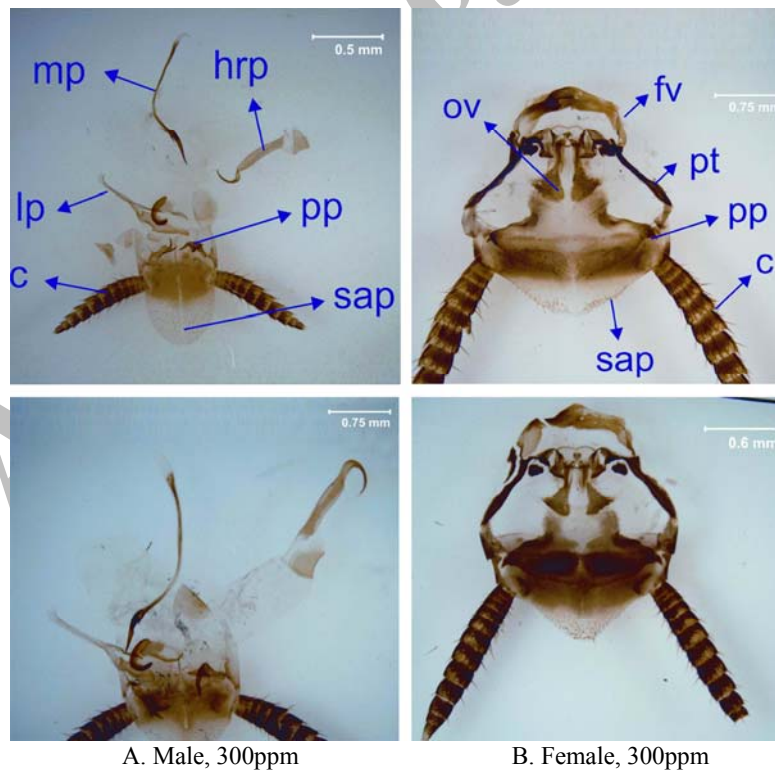 mp
hrp
0.5 mm
lp
pp
c
sap
ov
fv
0.75 mm
pt
pp
c
sap
0.75 mm
0.6 mm
A. Male, 300ppm
B. Female, 300ppm